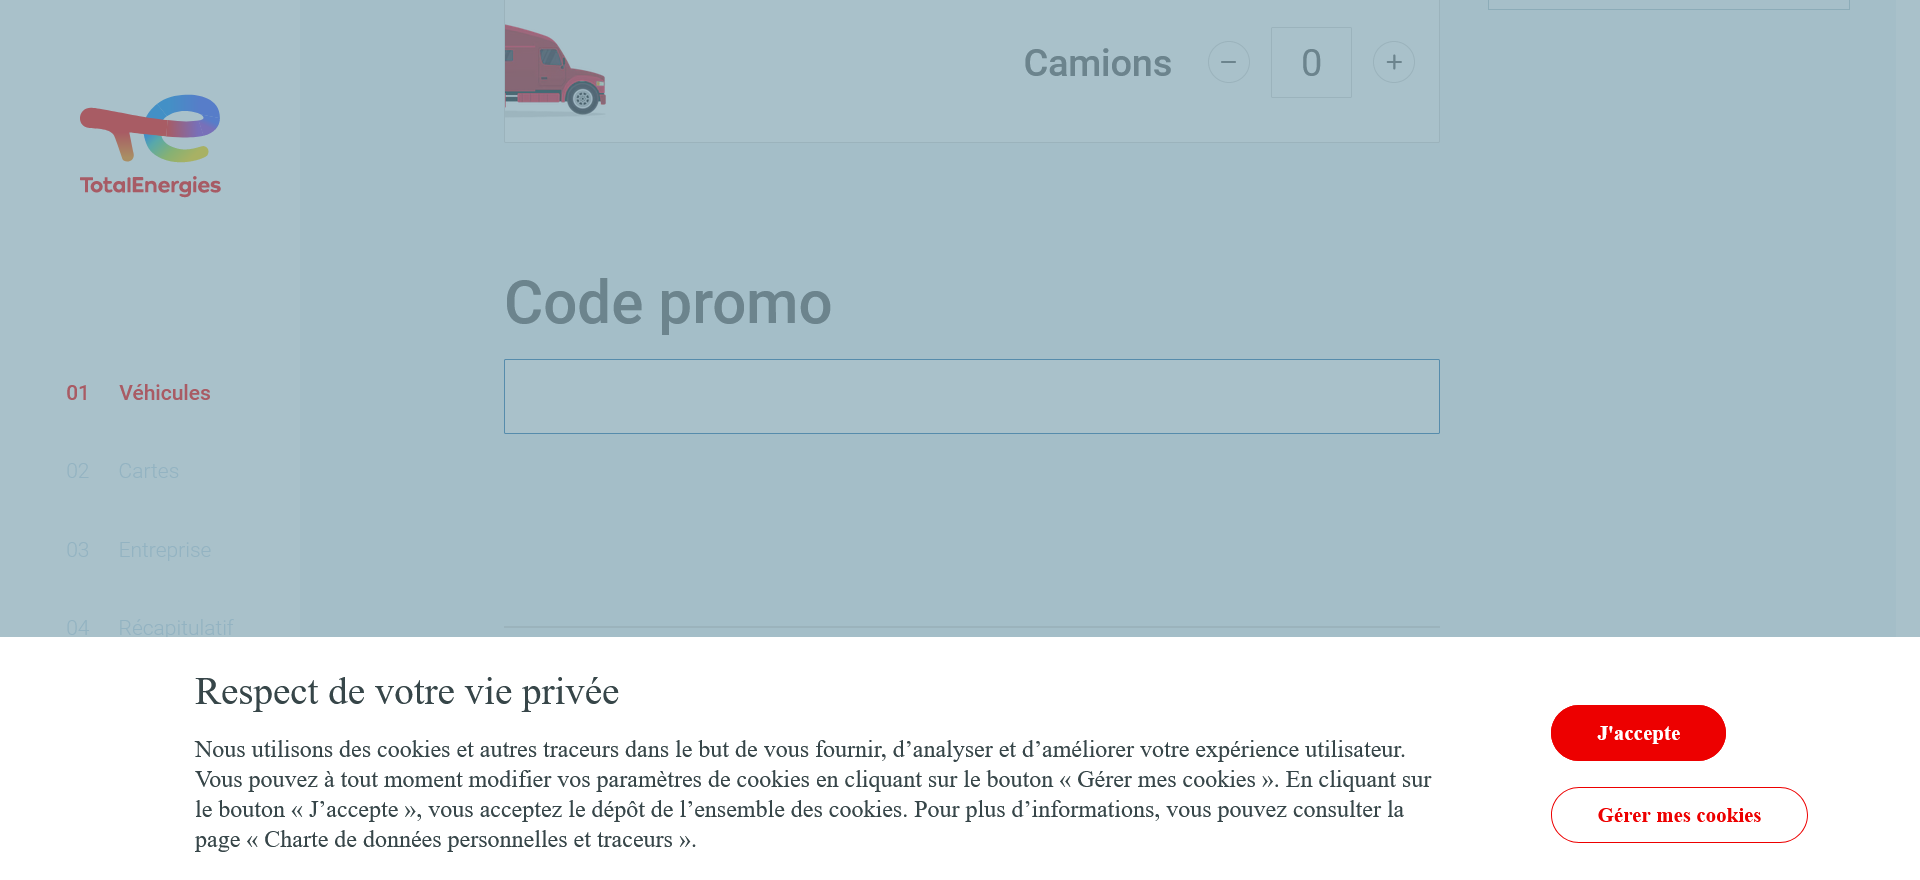 Camions
0
TotalEnergies
Code promo
01 Véhicules
02 Cartes
03 Entreprise
04 Récapitulatif
Respect de votre vie privée
Nous utilisons des cookies et autres traceurs dans le but de vous fournir, d’analyser et d’améliorer votre expérience utilisateur.
Vous pouvez à tout moment modifier vos paramètres de cookies en cliquant sur le bouton « Gérer mes cookies ». En cliquant sur
le bouton « J’accepte », vous acceptez le dépôt de l’ensemble des cookies. Pour plus d’informations, vous pouvez consulter la
page « Charte de données personnelles et traceurs ».
J'accepte
Gérer mes cookies